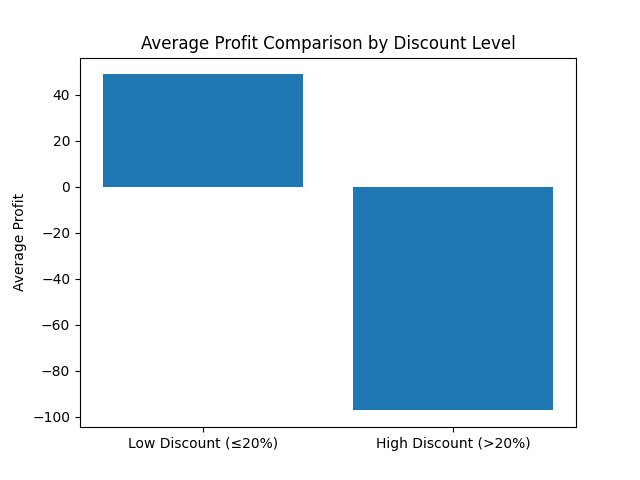 Average Profit Comparison by Discount Level
Average Profit
40
20
0
−20
−40
−60
−80
−100
Low Discount (≤20%)
High Discount (>20%)